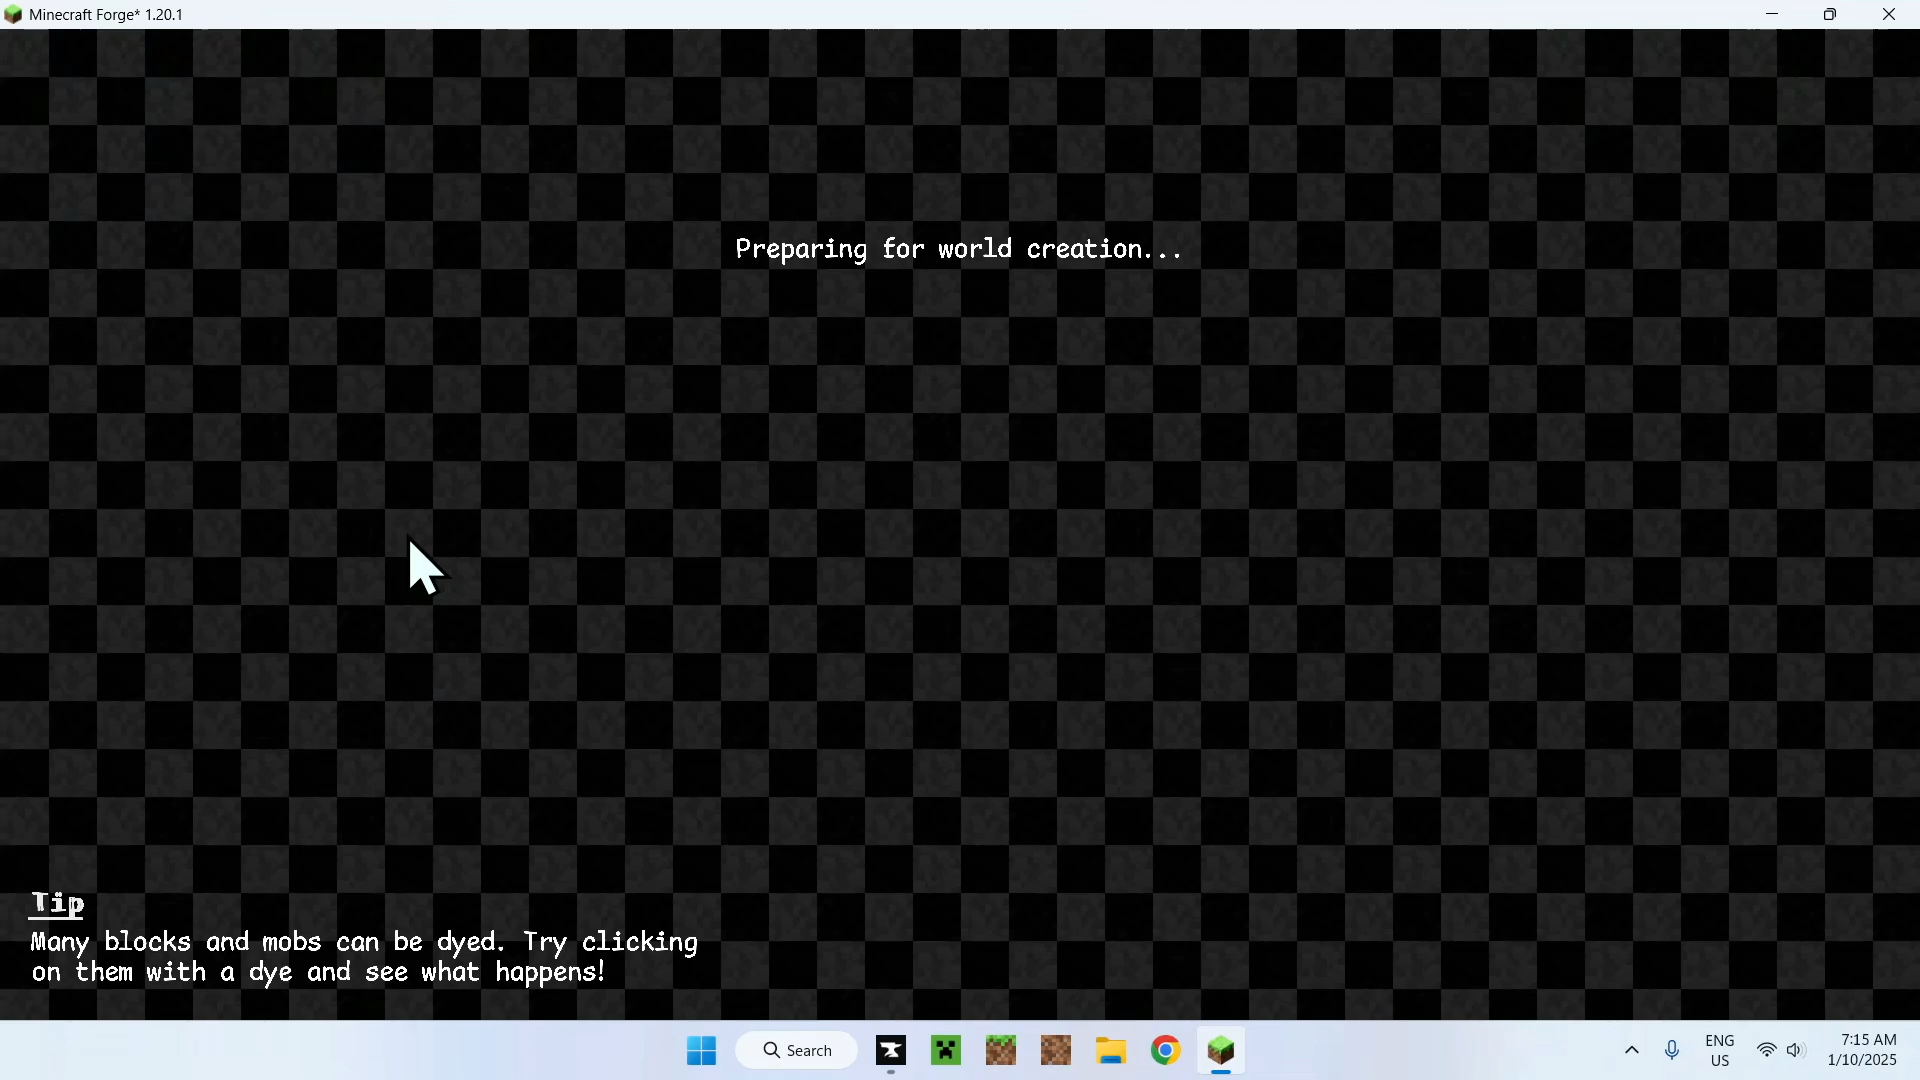 Minecraft Forge* 1.20.1
Preparing for world creation...
Tip
Many blocks and mobs can be dyed. Try clicking
on them with a dye and see what happens!
Search
ENG
US
7:15 AM
1/10/2025